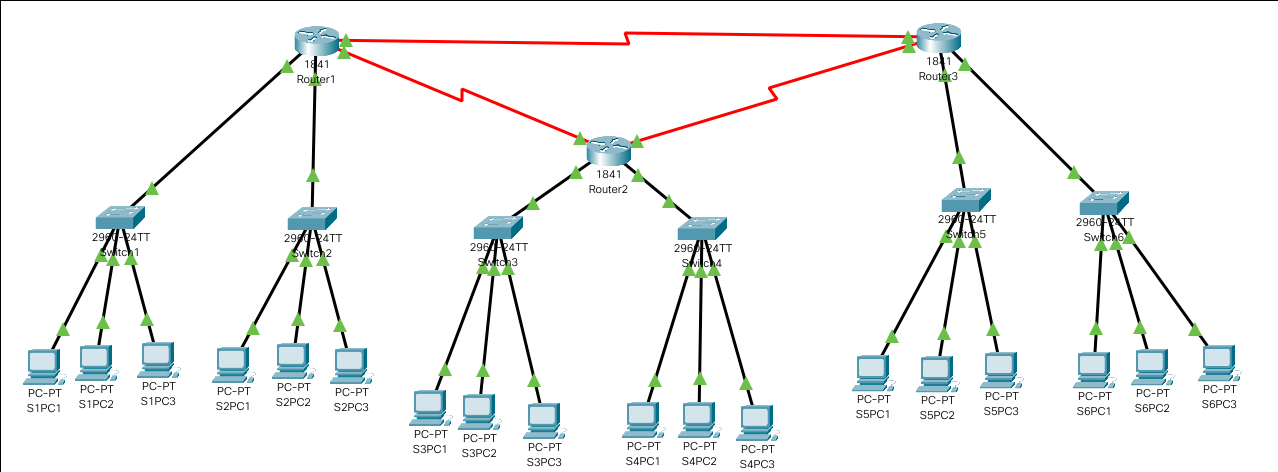 1841
Router1
1841
Router3
1841
Router2
2960-24TT
Switch1
2960-24TT
Switch2
2960-24TT
Switch3
2960-24TT
Switch4
2960-24TT
Switch5
2960-24TT
Switch6
PC-PT
S1PC1
PC-PT
S1PC2
PC-PT
S1PC3
PC-PT
S2PC1
PC-PT
S2PC2
PC-PT
S2PC3
PC-PT
S3PC1
PC-PT
S3PC2
PC-PT
S3PC3
PC-PT
S4PC1
PC-PT
S4PC2
PC-PT
S4PC3
PC-PT
S5PC1
PC-PT
S5PC2
PC-PT
S5PC3
PC-PT
S6PC1
PC-PT
S6PC2
PC-PT
S6PC3